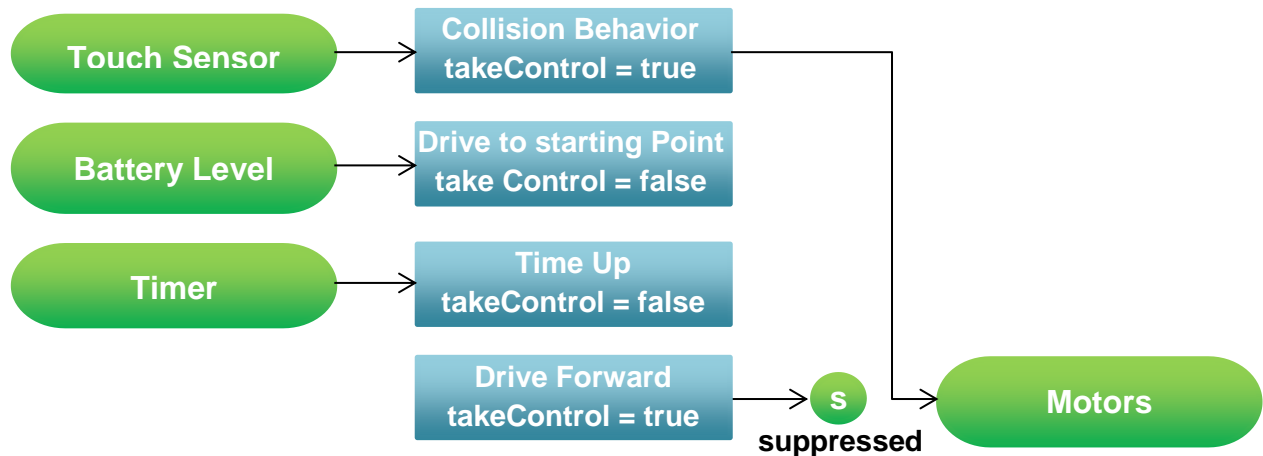 Touch Sensor
Collision Behavior
takeControl = true
Battery Level
Drive to starting Point
take Control = false
Timer
Time Up
takeControl = false
Drive Forward
takeControl = true
s
suppressed
Motors